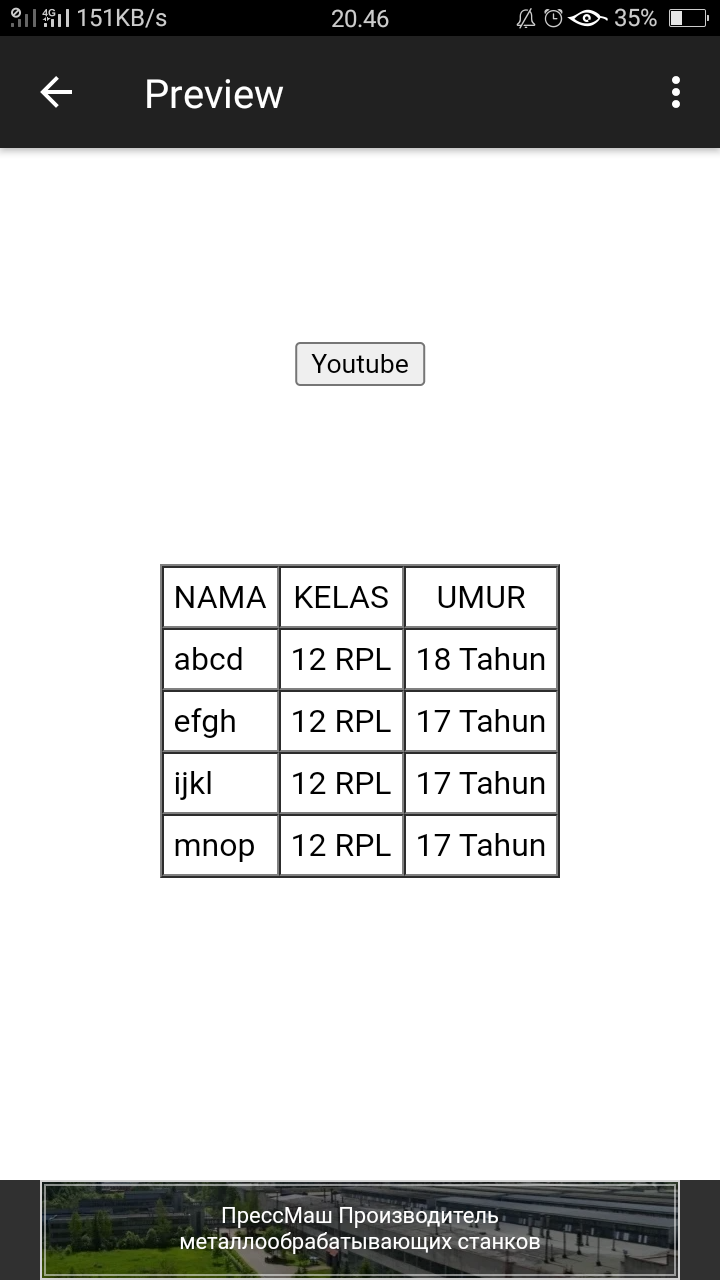 4G 151KB/s 20.46 35%
Preview
Youtube
NAMA KELAS UMUR
abcd 12 RPL 18 Tahun
efgh 12 RPL 17 Tahun
ijkl 12 RPL 17 Tahun
mnop 12 RPL 17 Tahun
ПрессМаш Производитель
металлообрабатывающих станков